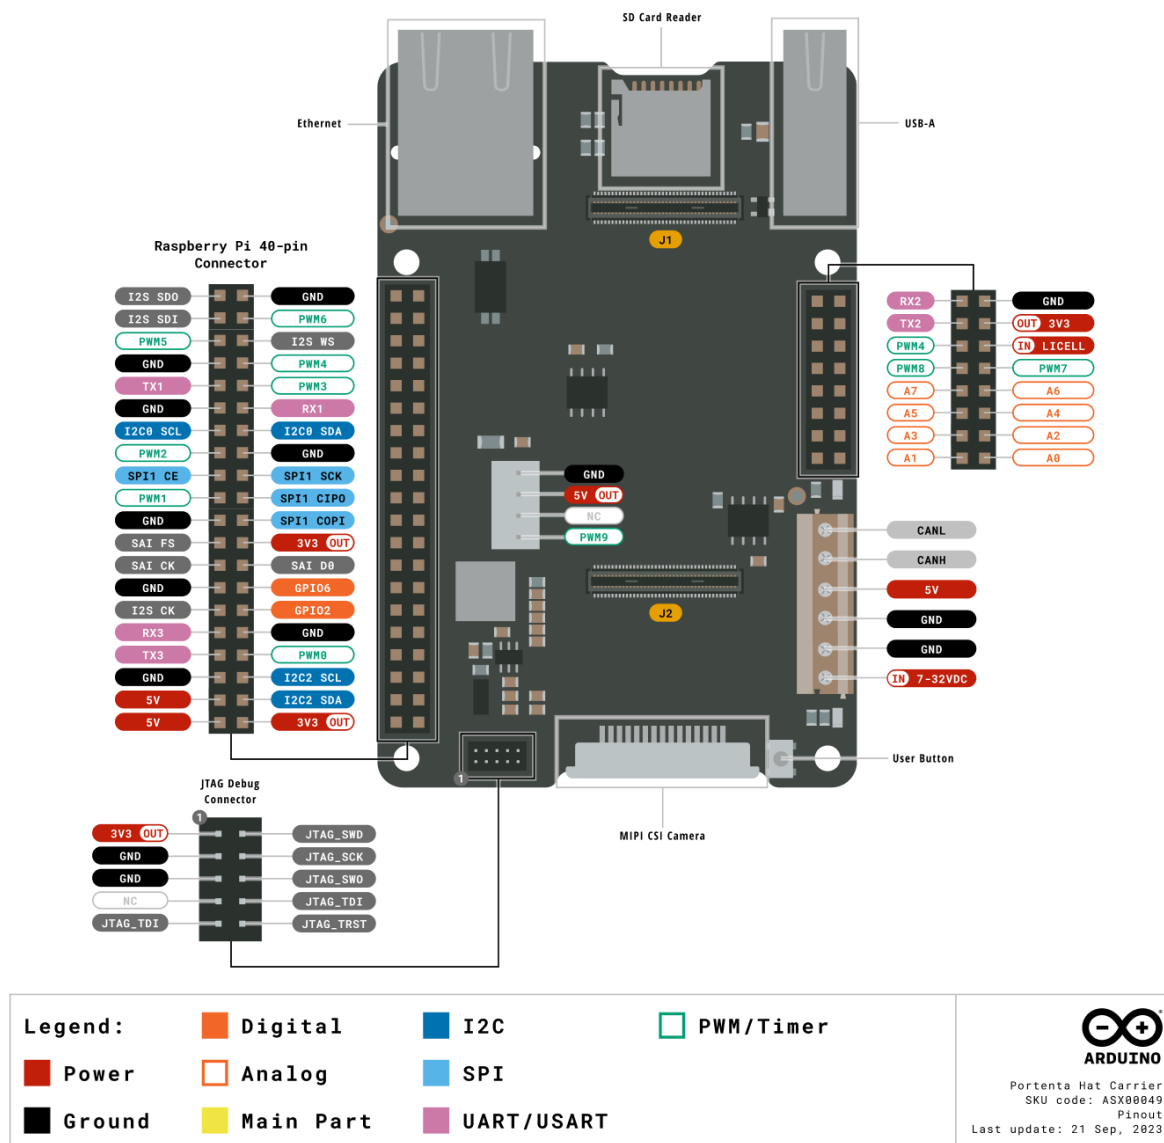 SD Card Reader
Ethernet
USB-A
J1
Raspberry Pi 40-pin
Connector
I2S SDO GND
I2S SDI PWM6
PWM5 I2S WS
GND PWM4
TX1 PWM3
GND RX1
I2C0 SCL I2C0 SDA
PWM2 GND
SPI1 CE SPI1 SCK
PWM1 SPI1 CIPO
GND SPI1 COPI
SAI FS 3V3 OUT
SAI CK SAI D0
GND GPIO6
I2S CK GPIO2
RX3 GND
TX3 PWM0
GND I2C2 SCL
5V I2C2 SDA
5V 3V3 OUT
RX2 GND
TX2 OUT 3V3
PWM4 IN LICELL
PWM8 PWM7
A7 A6
A5 A4
A3 A2
A1 A0
GND
5V OUT
NC
PWM9
J2
CANL
CANH
5V
GND
GND
IN 7-32VDC
User Button
1
MIPI CSI Camera
JTAG Debug
Connector
1
3V3 OUT JTAG_SWD
GND JTAG_SCK
GND JTAG_SWO
NC JTAG_TDI
JTAG_TDI JTAG_TRST
Legend:
Power
Ground
Digital
Analog
Main Part
I2C
SPI
UART/USART
PWM/Timer
ARDUINO
Portenta Hat Carrier
SKU code: ASX00049
Pinout
Last update: 21 Sep, 2023